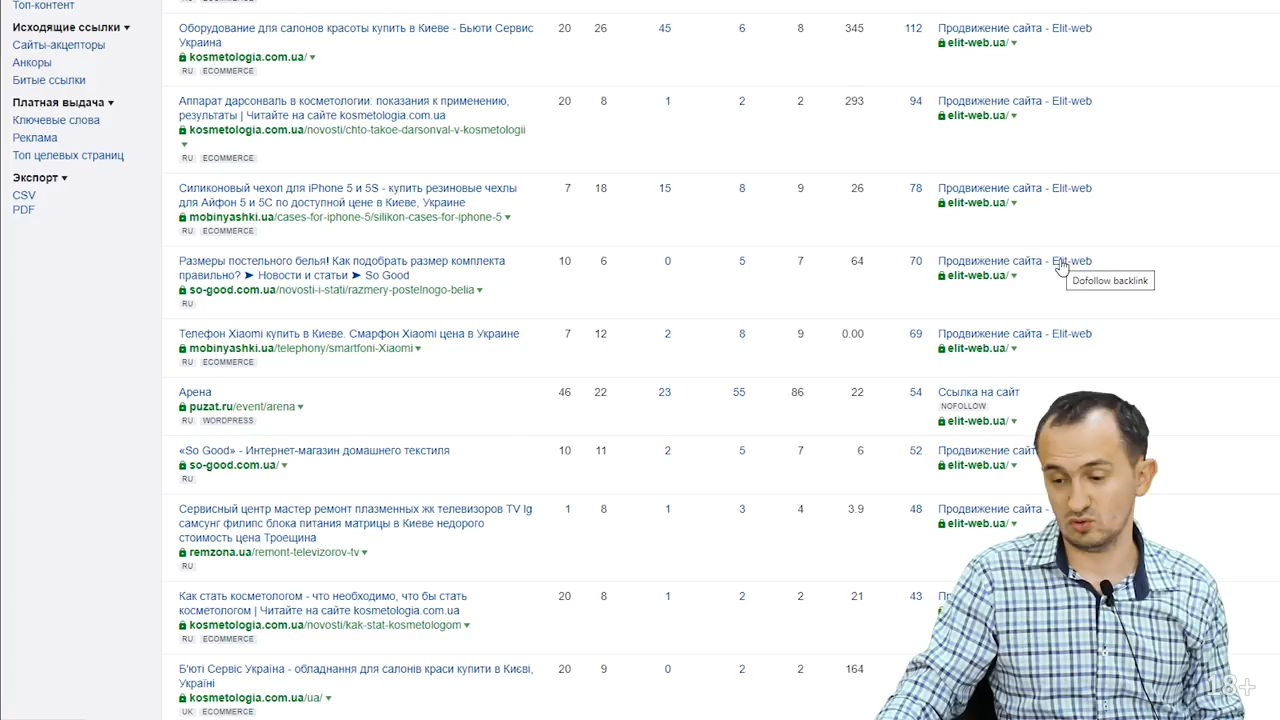 Топ-контент
Исходящие ссылки
Сайты-акцепторы
Анкоры
Битые ссылки
Платная выдача
Ключевые слова
Реклама
Топ целевых страниц
Экспорт
CSV
PDF
Оборудование для салонов красоты купить в Киеве - Бьюти Сервис 20 26 45 6 8 345 112 Продвижение сайта - Elit-web
Украина elit-web.ua/
kosmetologia.com.ua/
RU ECOMMERCE
Аппарат дарсонваль в косметологии: показания к применению, 20 8 1 2 2 293 94 Продвижение сайта - Elit-web
результаты | Читайте на сайте kosmetologia.com.ua elit-web.ua/
kosmetologia.com.ua/novosti/chto-takoe-darsonval-v-kosmetologii
RU ECOMMERCE
Силиконовый чехол для iPhone 5 и 5S - купить резиновые чехлы 7 18 15 8 9 26 78 Продвижение сайта - Elit-web
для Айфон 5 и 5С по доступной цене в Киеве, Украине elit-web.ua/
mobinyashki.ua/cases-for-iphone-5/silikon-cases-for-iphone-5
RU ECOMMERCE
Размеры постельного белья! Как подобрать размер комплекта 10 6 0 5 7 64 70 Продвижение сайта - Elit-web
правильно? ➤ Новости и статьи ➤ So Good elit-web.ua/
Dofollow backlink
so-good.com.ua/novosti-i-stati/razmery-postelnogo-belia
RU
Телефон Xiaomi купить в Киеве. Смарфон Xiaomi цена в Украине 7 12 2 8 9 0.00 69 Продвижение сайта - Elit-web
mobinyashki.ua/telephony/smartfoni-Xiaomi elit-web.ua/
RU ECOMMERCE
Арена 46 22 23 55 86 22 54 Ссылка на сайт
puzat.ru/event/arena NOFOLLOW
RU WORDPRESS elit-web.ua/
«So Good» - Интернет-магазин домашнего текстиля 10 11 2 5 7 6 52 Продвижение сайта
so-good.com.ua/ elit-web.ua/
RU
Сервисный центр мастер ремонт плазменных жк телевизоров TV lg 1 8 1 3 4 3.9 48 Продвижение сайта -
самсунг филипс блока питания матрицы в Киеве недорого elit-web.ua/
стоимость цена Троещина
remzona.ua/remont-televizorov-tv
RU
Как стать косметологом - что необходимо, что бы стать 20 8 1 2 2 21 43
косметологом | Читайте на сайте kosmetologia.com.ua
kosmetologia.com.ua/novosti/kak-stat-kosmetologom
RU ECOMMERCE
Б'юті Сервіс Україна - обладнання для салонів краси купити в Києві, 20 9 0 2 2 164
Україні
kosmetologia.com.ua/ua/
UK ECOMMERCE
18+